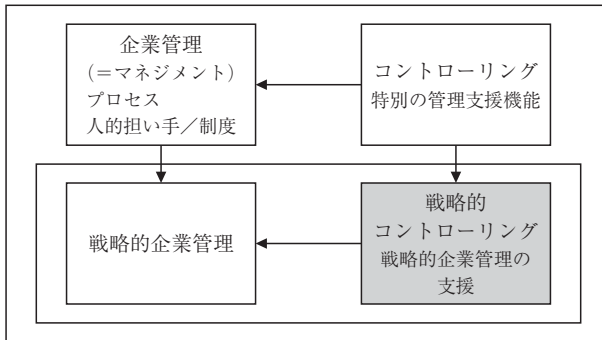 企業管理
（＝マネジメント）
プロセス
人的担い手／制度
コントローリング
特別の管理支援機能
戦略的企業管理
戦略的
コントローリング
戦略的企業管理の
支援